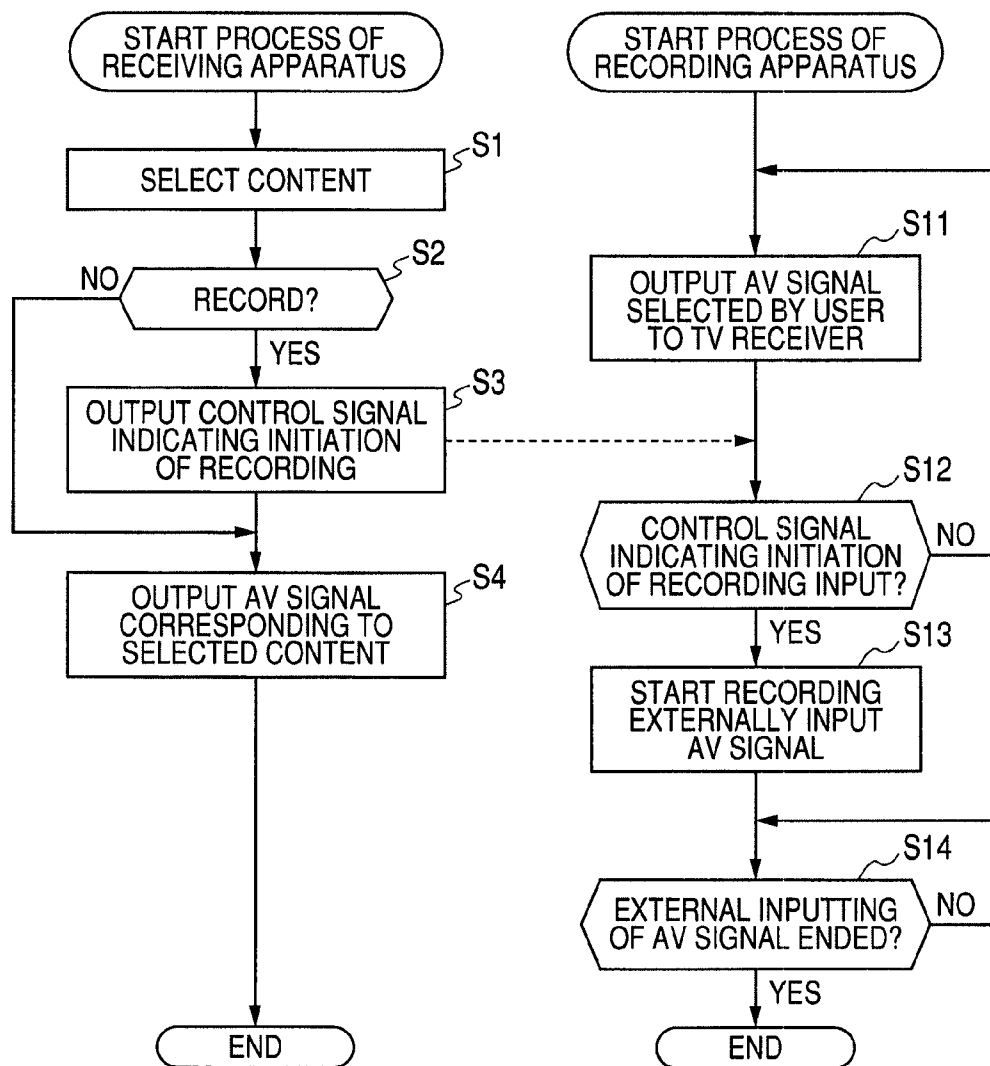 START PROCESS OF
RECEIVING APPARATUS
S1
SELECT CONTENT
S2
NO
RECORD?
YES
S3
OUTPUT CONTROL SIGNAL
INDICATING INITIATION
OF RECORDING
S4
OUTPUT AV SIGNAL
CORRESPONDING TO
SELECTED CONTENT
END
START PROCESS OF
RECORDING APPARATUS
S11
OUTPUT AV SIGNAL
SELECTED BY USER
TO TV RECEIVER
S12
CONTROL SIGNAL
INDICATING INITIATION
OF RECORDING INPUT?
NO
YES
S13
START RECORDING
EXTERNALLY INPUT
AV SIGNAL
S14
EXTERNAL INPUTTING
OF AV SIGNAL ENDED?
NO
YES
END